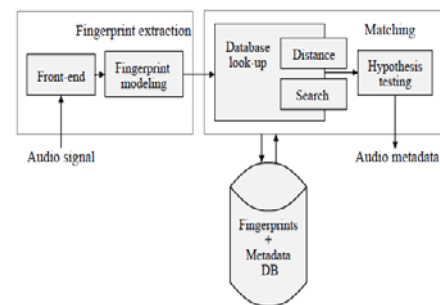 Fingerprint extraction
Matching
Front-end
Fingerprint
modeling
Database
look-up
Distance
Search
Hypothesis
testing
Audio signal
Audio metadata
Fingerprints
+
Metadata
DB